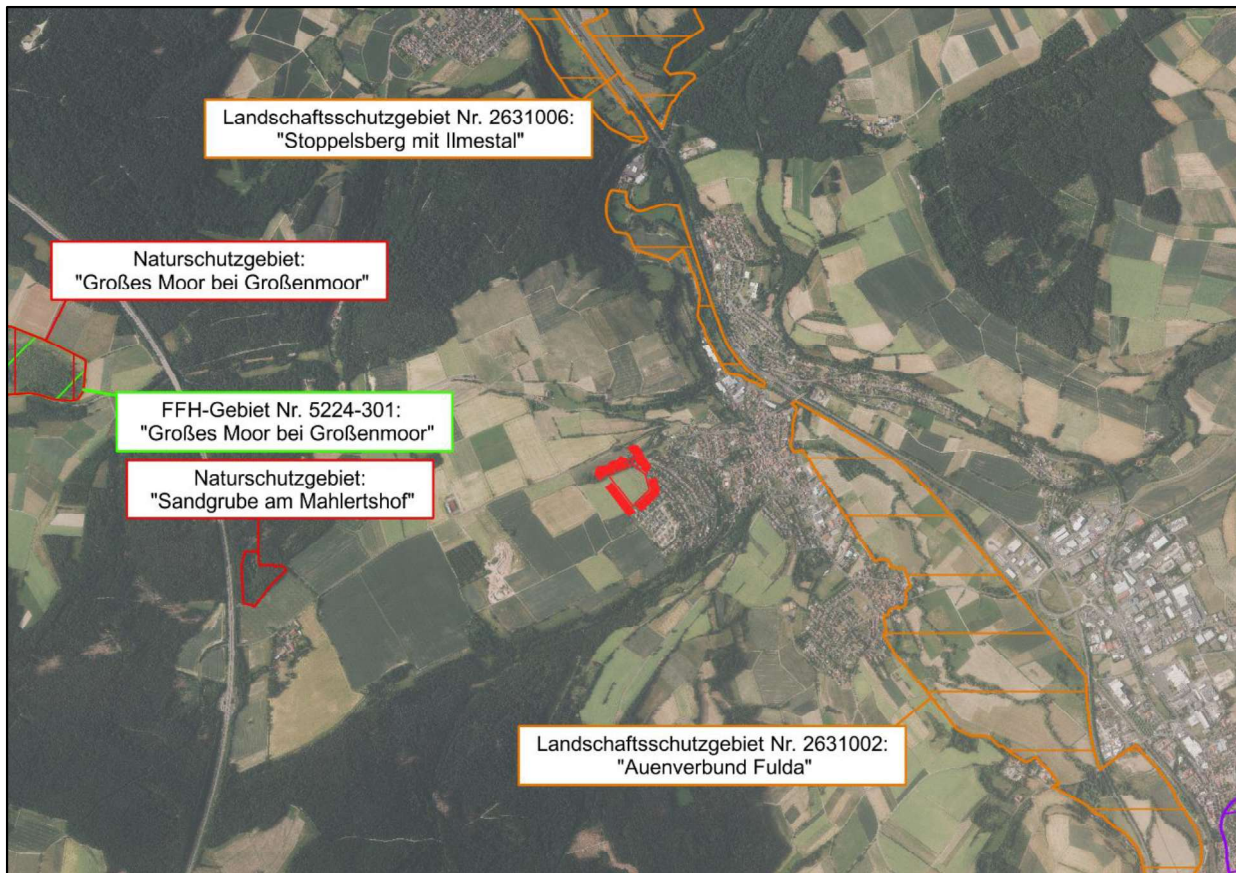 Landschaftsschutzgebiet Nr. 2631006:
"Stoppelsberg mit Ilmestal"
Naturschutzgebiet:
"Großes Moor bei Großenmoor"
FFH-Gebiet Nr. 5224-301:
"Großes Moor bei Großenmoor"
Naturschutzgebiet:
"Sandgrube am Mahlertshof"
Landschaftsschutzgebiet Nr. 2631002:
"Auenverbund Fulda"